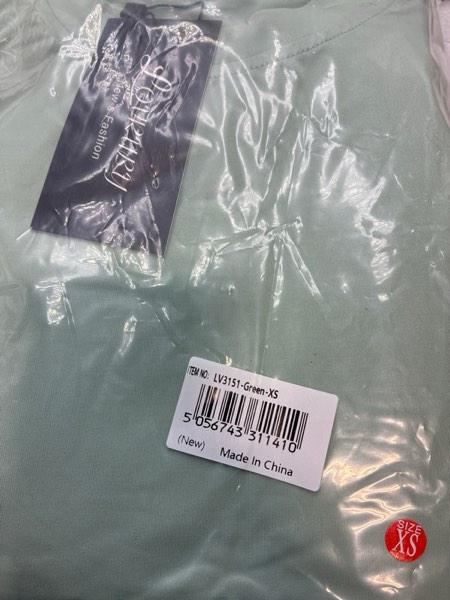 & Fashion
ITEM NO: LV3151-Green-XS
5 056743 311410
(New) Made In China
SIZE
XS